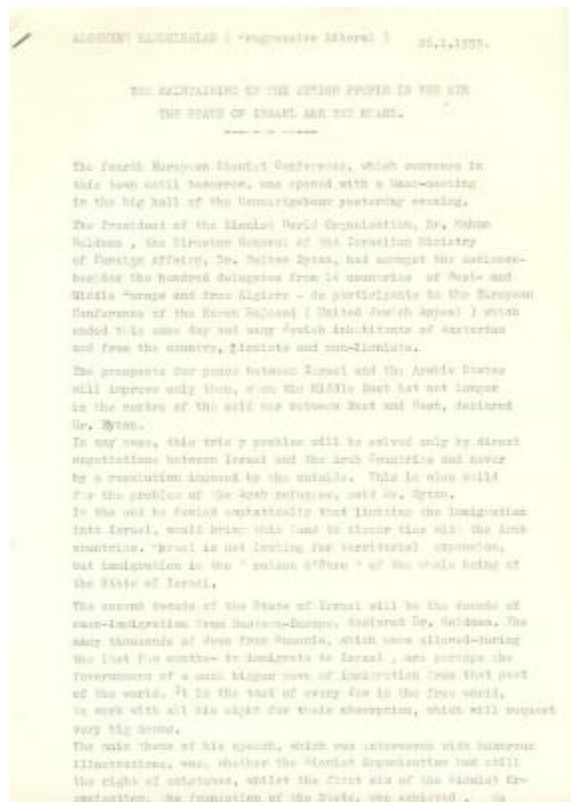 ALGEMEEN HANDELSBLAD ( Progressive liberal ) 26.1.1959.
THE MAINTAINING OF THE JEWISH PEOPLE IS THE AIM
THE STATE OF ISRAEL ARE THE MEANS.
The fourth European Zionist Conference, which convenes in
this town until tomorrow, was opened with a Mass-meeting
in the big hall of the yesterday evening.
The President of the Zionist World Organisation, Dr. Nahum
Goldman , the Director General of the Israelian Ministry
of Foreign Affairs, Dr. Walter Eytan, had amongst the audience-
besides the hundred delegates from 14 countries of West- and
Middle Europe and free Algiers - de participants to the European
Conference of the Keren Hajesod ( United Jewish Appeal ) which
ended this same day and many Jewish inhabitants of Amsterdam
and from the country, Zionists and non-Zionists.
The prospects for peace between Israel and the Arabic States
will improve only then, when the Middle East hat not longer
in the centre of the cold war between East and West, declared
Dr. Eytan.
In any case, this problem will be solved only by direct
negotiations between Israel and the Arab Countries and never
by a resolution imposed by the outside. This is also valid
for the problem of the Arab refugees, said Dr. Eytan.
In the end he denied emphatically that limiting the immigration
into Israel, would bring this land to closer ties with the Arab
countries. Israel is not looking for territorial expansion,
but immigration is the " raison d'être " of the whole being of
the State of Israel.
The second decade of the State of Israel will be the decade of
mass-immigration from Eastern-Europe, declared Dr. Goldman. The
many thousands of Jews from Rumania, which were allowed-during
the last few months- to immigrate to Israel , are perhaps the
forerunners of a much bigger wave of immigration from that part
of the world. It is the task of every Jew in the free world,
to work with all his might for their absorption, which will request
very big means.
The main theme of his speech, which was interwoven with humorous
illustrations, was, whether the Zionist Organisation had still
the right of existence, whilst the first aim of the Zionist Or-
ganisation, the foundation of the State, was achieved .